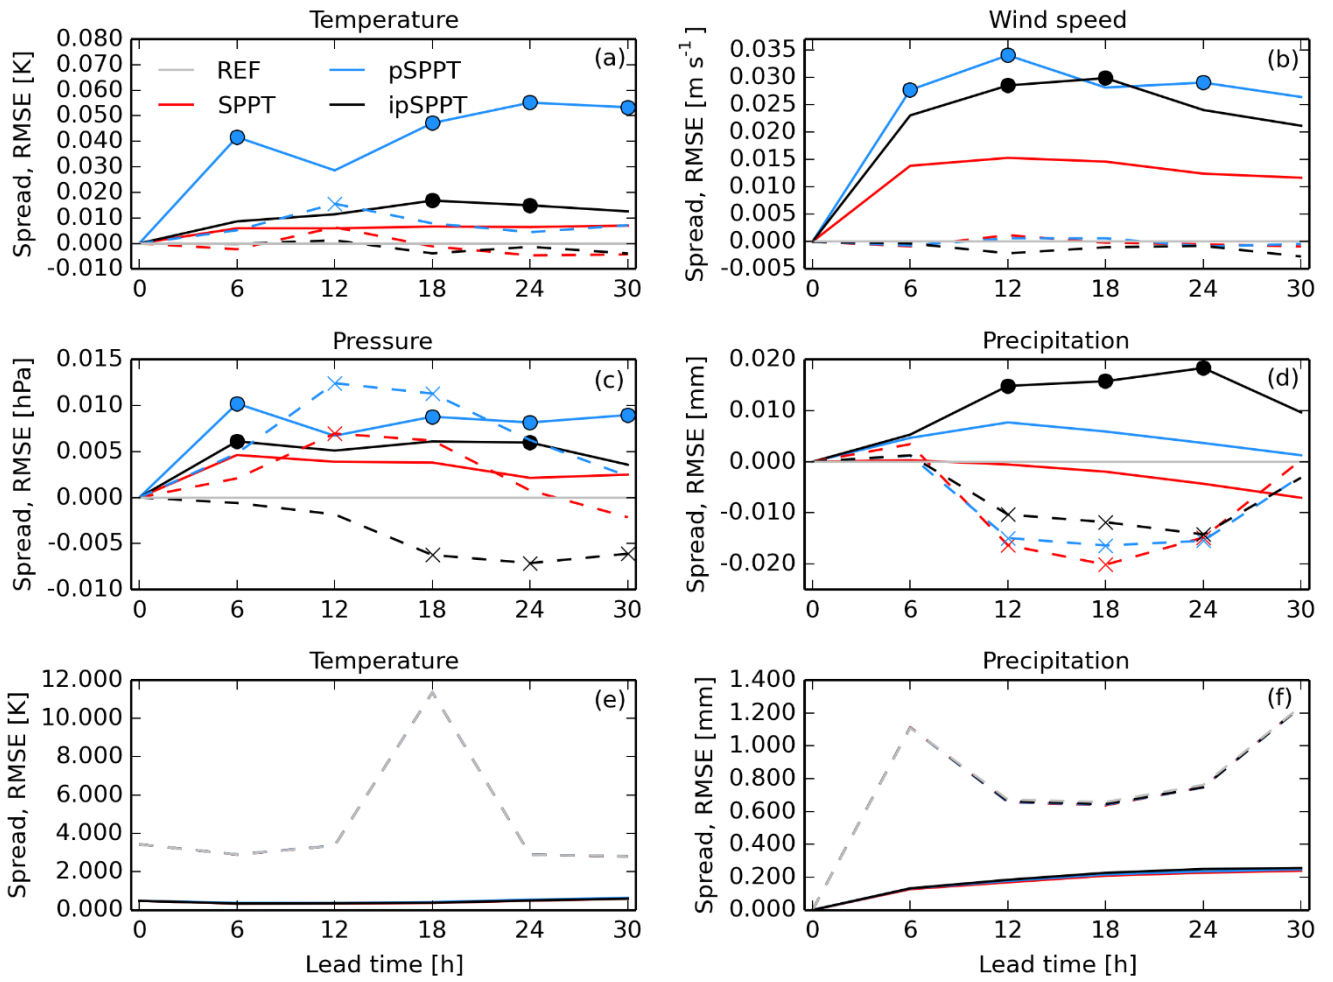 Temperature
Spread, RMSE [K]
0.080
0.070
0.060
0.050
0.040
0.030
0.020
0.010
0.000
-0.010
(a)
REF
pSPPT
SPPT
ipSPPT
0 6 12 18 24 30
Wind speed
Spread, RMSE [m s⁻¹ ]
0.035
0.030
0.025
0.020
0.015
0.010
0.005
0.000
-0.005
(b)
0 6 12 18 24 30
Pressure
Spread, RMSE [hPa]
0.015
0.010
0.005
0.000
-0.005
-0.010
(c)
0 6 12 18 24 30
Precipitation
Spread, RMSE [mm]
0.020
0.010
0.000
-0.010
-0.020
(d)
0 6 12 18 24 30
Temperature
Spread, RMSE [K]
12.000
10.000
8.000
6.000
4.000
2.000
0.000
(e)
0 6 12 18 24 30
Lead time [h]
Precipitation
Spread, RMSE [mm]
1.400
1.200
1.000
0.800
0.600
0.400
0.200
0.000
(f)
0 6 12 18 24 30
Lead time [h]